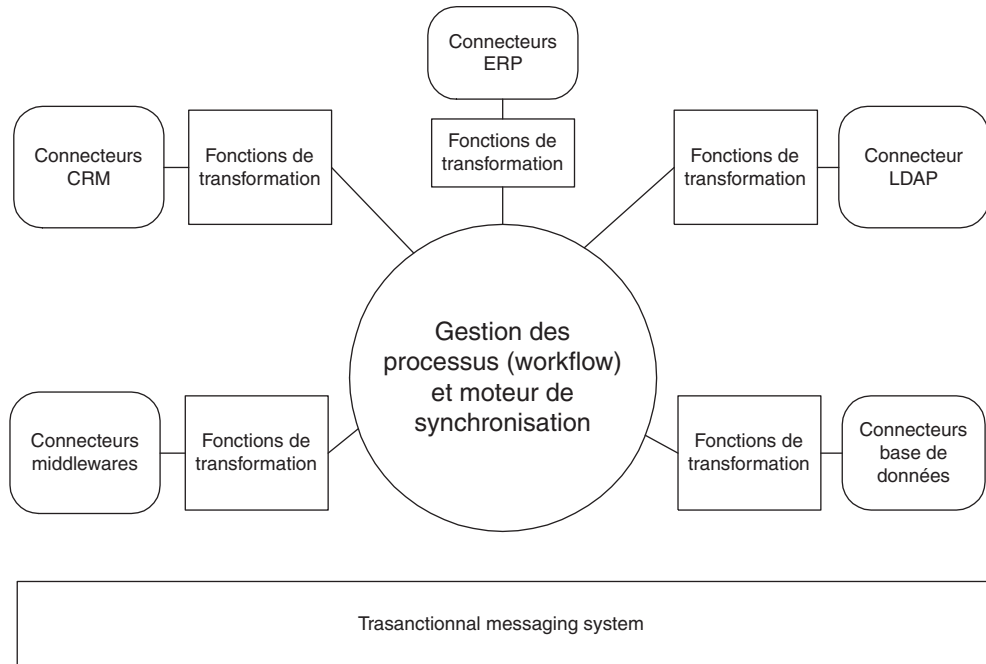 Connecteurs
ERP
Connecteurs
CRM
Fonctions de
transformation
Fonctions de
transformation
Fonctions de
transformation
Connecteur
LDAP
Gestion des
processus (workflow)
et moteur de
synchronisation
Connecteurs
middlewares
Fonctions de
transformation
Fonctions de
transformation
Connecteurs
base de
données
Trasanctionnal messaging system